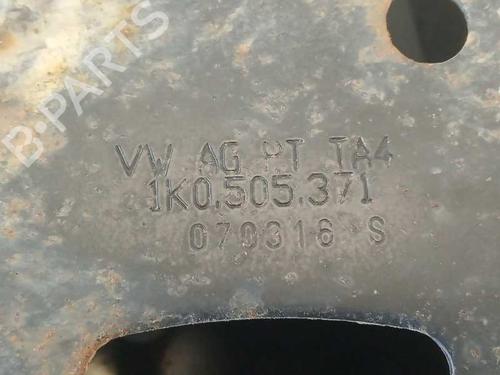 B-PARTS
VW AG PT TA4
1K0.505.371
070316 S